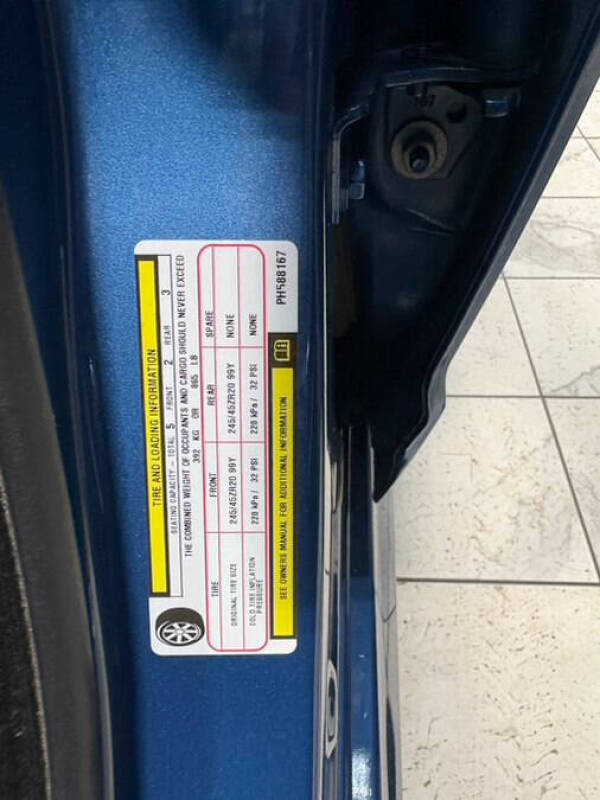 TIRE AND LOADING INFORMATION
SEATING CAPACITY - TOTAL 5 FRONT 2 REAR 3
THE COMBINED WEIGHT OF OCCUPANTS AND CARGO SHOULD NEVER EXCEED
392 KG OR 865 LB
TIRE FRONT REAR SPARE
ORIGINAL TIRE SIZE 245/45ZR20 99Y 245/45ZR20 99Y NONE
COLD TIRE INFLATION PRESSURE 220 kPa/ 32 PSI 220 kPa/ 32 PSI NONE
SEE OWNERS MANUAL FOR ADDITIONAL INFORMATION
PH588167
167